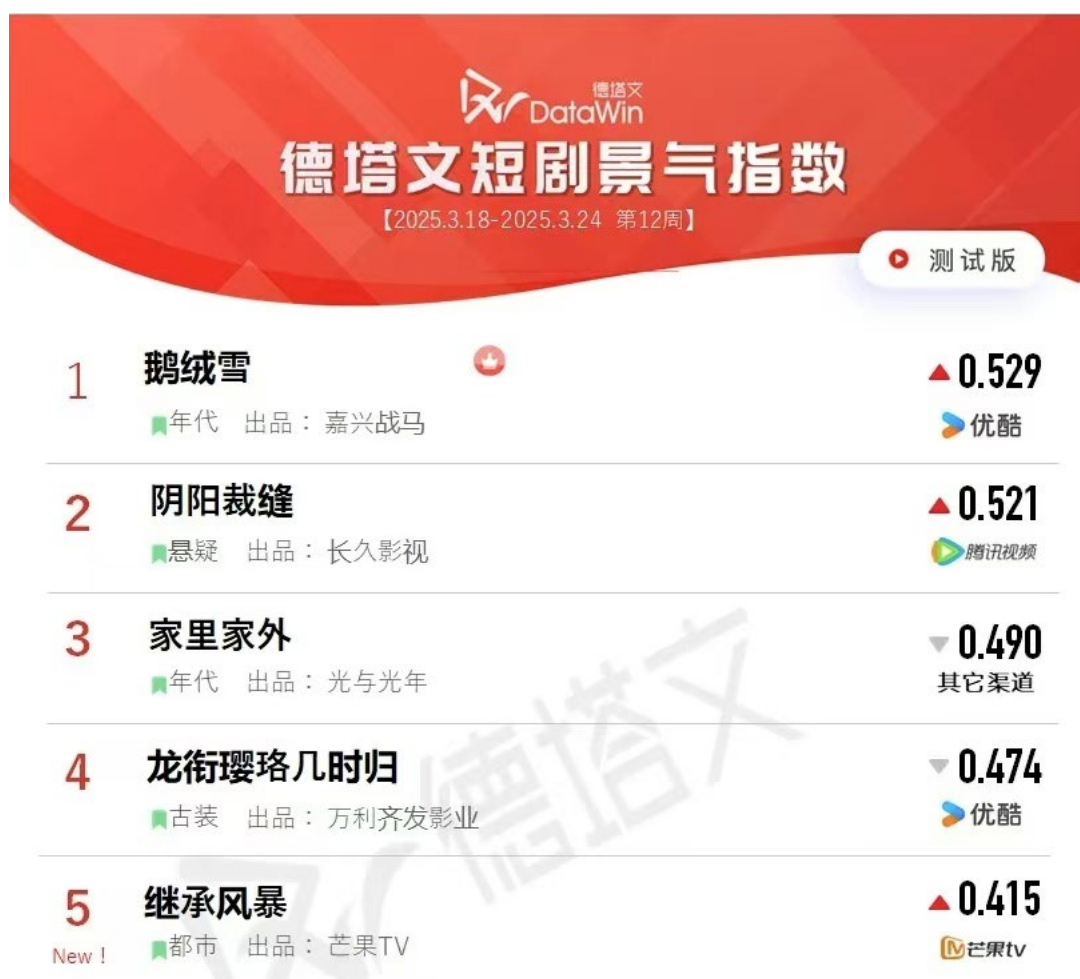 德塔文
DataWin
德塔文短剧景气指数
【2025.3.18-2025.3.24 第12周】
测试版
1 鹅绒雪 0.529
年代 出品：嘉兴战马 优酷
2 阴阳裁缝 0.521
悬疑 出品：长久影视 腾讯视频
3 家里家外 0.490
年代 出品：光与光年 其它渠道
4 龙衔璎珞几时归 0.474
古装 出品：万利齐发影业 优酷
5 继承风暴 0.415
New！ 都市 出品：芒果TV 芒果tv
德塔文